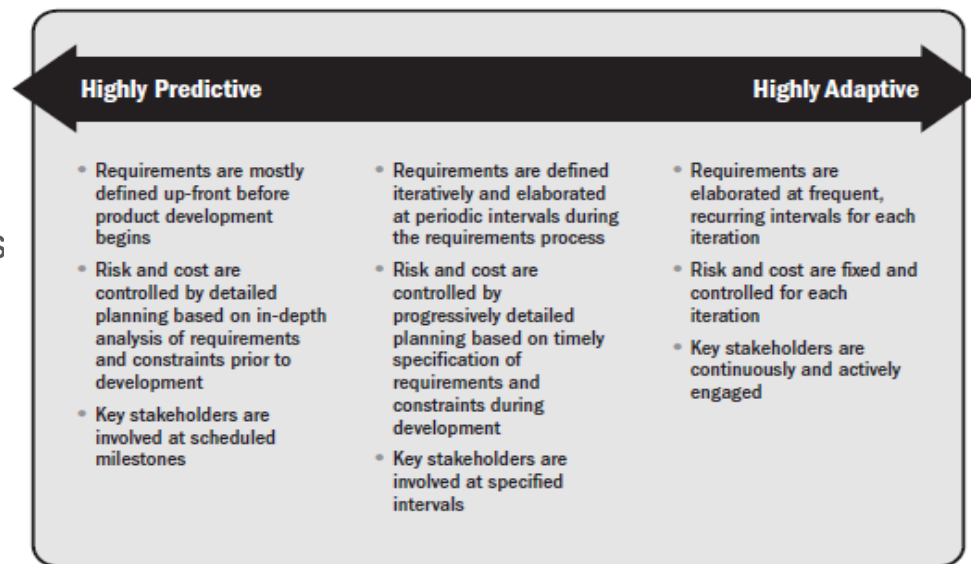 Highly Predictive
Highly Adaptive
• Requirements are mostly
defined up-front before
product development
begins
• Risk and cost are
controlled by detailed
planning based on in-depth
analysis of requirements
and constraints prior to
development
• Key stakeholders are
involved at scheduled
milestones
• Requirements are defined
iteratively and elaborated
at periodic intervals during
the requirements process
• Risk and cost are
controlled by
progressively detailed
planning based on timely
specification of
requirements and
constraints during
development
• Key stakeholders are
involved at specified
intervals
• Requirements are
elaborated at frequent,
recurring intervals for each
iteration
• Risk and cost are fixed and
controlled for each
iteration
• Key stakeholders are
continuously and actively
engaged